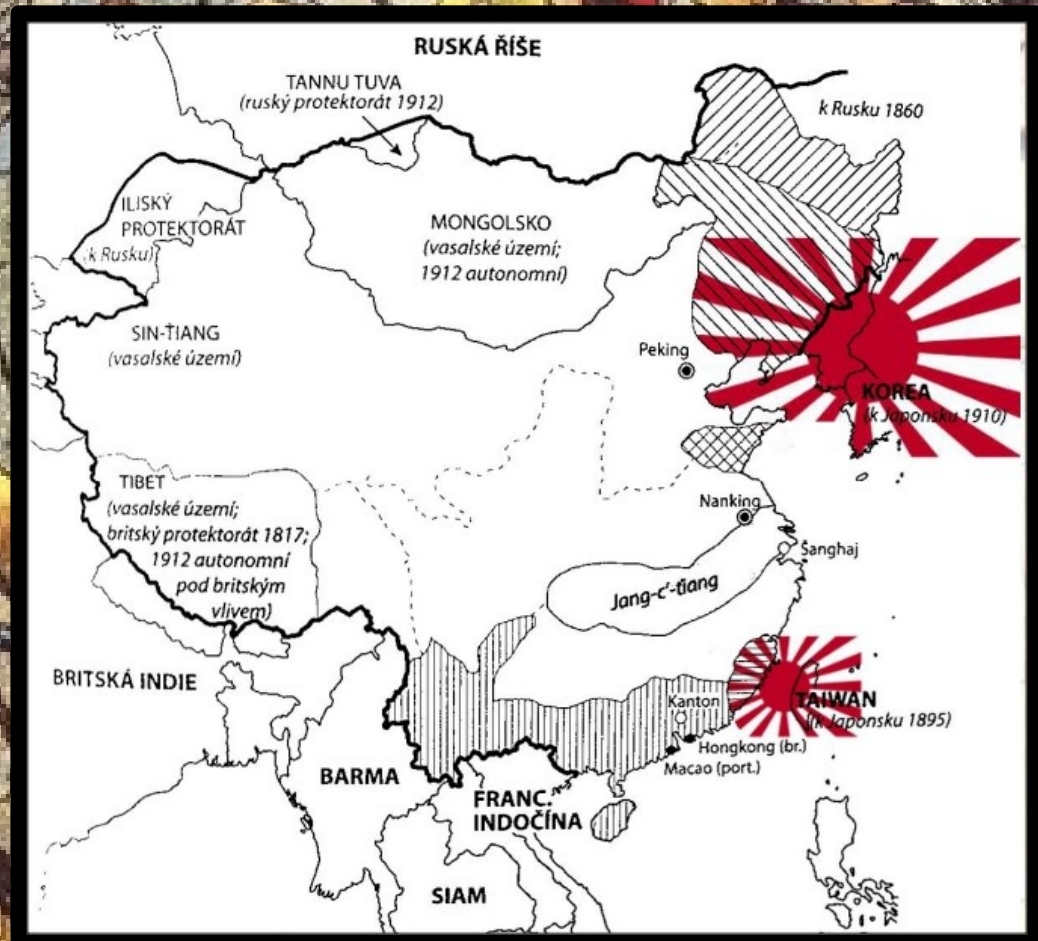 RUSKÁ ŘÍŠE
TANNU TUVA
(ruský protektorát 1912)
k Rusku 1860
ILISKÝ
PROTEKTORÁT
(k Rusku)
MONGOLSKO
(vasalské území;
1912 autonomní)
SIN-ŤIANG
(vasalské území)
Peking
KOREA
(k Japonsku 1910)
TIBET
(vasalské území;
britský protektorát 1817;
1912 autonomní
pod britským
vlivem)
Nanking
Šanghaj
Jang-c'-ťiang
BRITSKÁ INDIE
Kanton
TAIWAN
(k Japonsku 1895)
Hongkong (br.)
Macao (port.)
BARMA
FRANC.
INDOČÍNA
SIAM